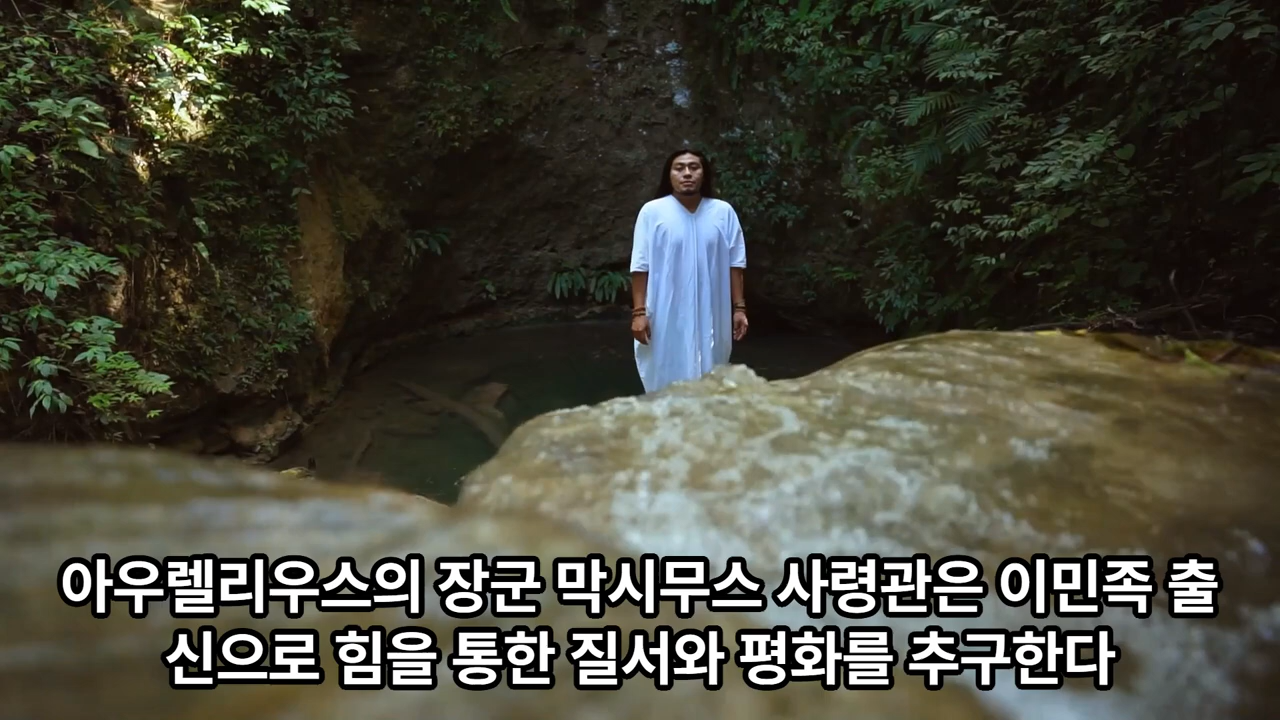 아우렐리우스의 장군 막시무스 사령관은 이민족 출
신으로 힘을 통한 질서와 평화를 추구한다